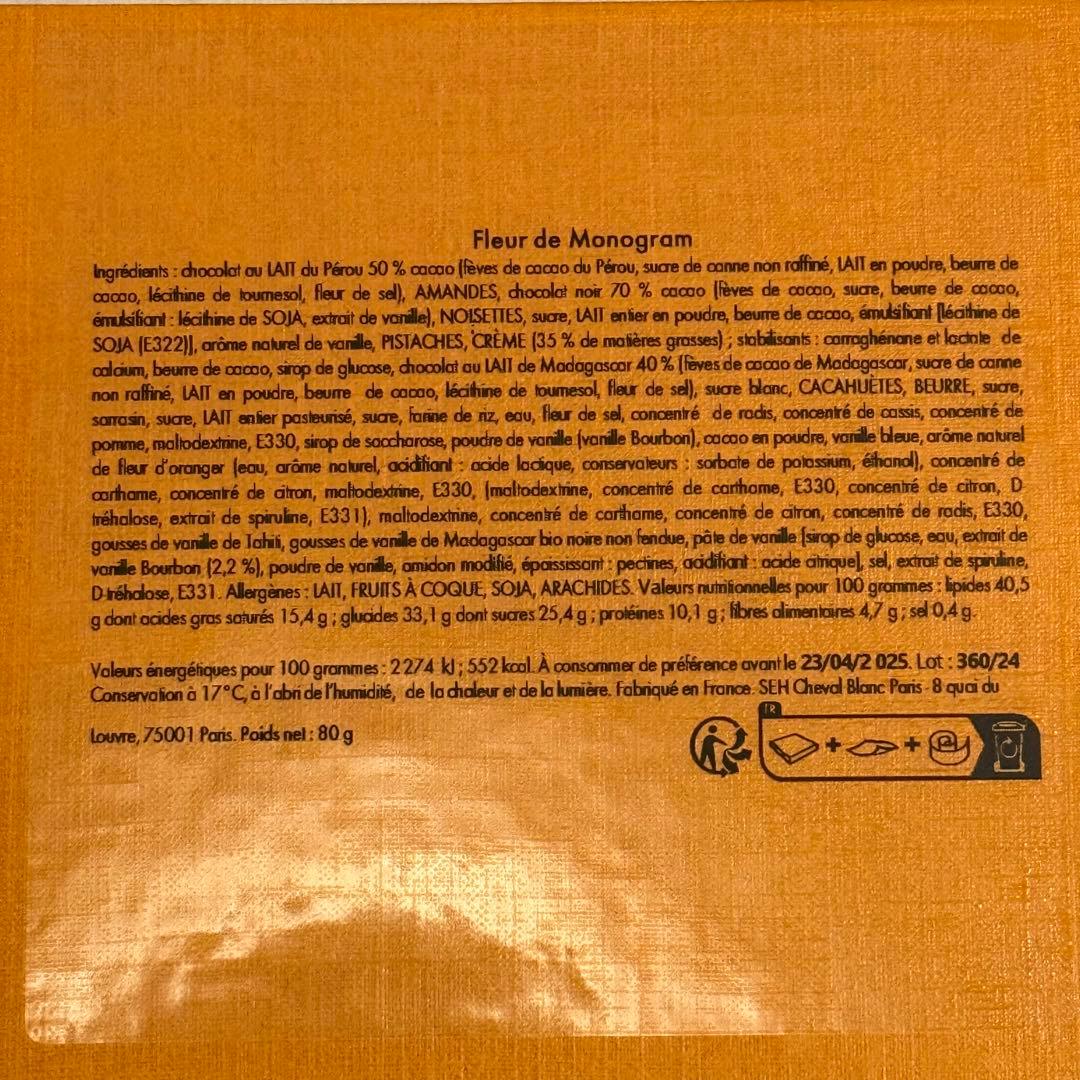 Fleur de Monogram
Ingrédients : chocolat au LAIT du Pérou 50 % cacao (fèves de cacao du Pérou, sucre de canne non raffiné, LAIT en poudre, beurre de
cacao, lécithine de tournesol, fleur de sel), AMANDES, chocolat noir 70 % cacao (fèves de cacao, sucre, beurre de cacao,
émulsifiant : lécithine de SOJA, extrait de vanille), NOISETTES, sucre, LAIT entier en poudre, beurre de cacao, émulsifiant [lécithine de
SOJA (E322)], arôme naturel de vanille, PISTACHES, CRÈME (35 % de matières grasses) ; stabilisants : carraghénane et lactate de
calcium, beurre de cacao, sirop de glucose, chocolat au LAIT de Madagascar 40 % (fèves de cacao de Madagascar, sucre de canne
non raffiné, LAIT en poudre, beurre de cacao, lécithine de tournesol, fleur de sel), sucre blanc, CACAHUÈTES, BEURRE, sucre,
sarrasin, sucre, LAIT entier pasteurisé, sucre, farine de riz, eau, fleur de sel, concentré de radis, concentré de cassis, concentré de
pomme, maltodextrine, E330, sirop de saccharose, poudre de vanille (vanille Bourbon), cacao en poudre, vanille bleue, arôme naturel
de fleur d'oranger (eau, arôme naturel, acidifiant : acide lactique, conservateurs : sorbate de potassium, éthanol), concentré de
carthame, concentré de citron, maltodextrine, E330, (maltodextrine, concentré de carthame, E330, concentré de citron, D
tréhalose, extrait de spiruline, E331), maltodextrine, concentré de carthame, concentré de citron, concentré de radis, E330,
gousses de vanille de Tahiti, gousses de vanille de Madagascar bio noire non fendue, pâte de vanille [sirop de glucose, eau, extrait de
vanille Bourbon (2,2 %), poudre de vanille, amidon modifié, épaississant : pectines, acidifiant : acide citrique], sel, extrait de spiruline,
D-tréhalose, E331. Allergènes : LAIT, FRUITS À COQUE, SOJA, ARACHIDES. Valeurs nutritionnelles pour 100 grammes : lipides 40,5
g dont acides gras saturés 15,4 g ; glucides 33,1 g dont sucres 25,4 g ; protéines 10,1 g ; fibres alimentaires 4,7 g ; sel 0,4 g.
Valeurs énergétiques pour 100 grammes : 2274 kJ ; 552 kcal. À consommer de préférence avant le 23/04/2 025. Lot : 360/24
Conservation à 17°C, à l'abri de l'humidité, de la chaleur et de la lumière. Fabriqué en France. SEH Cheval Blanc Paris - 8 quai du
Louvre, 75001 Paris. Poids net : 80 g
FR